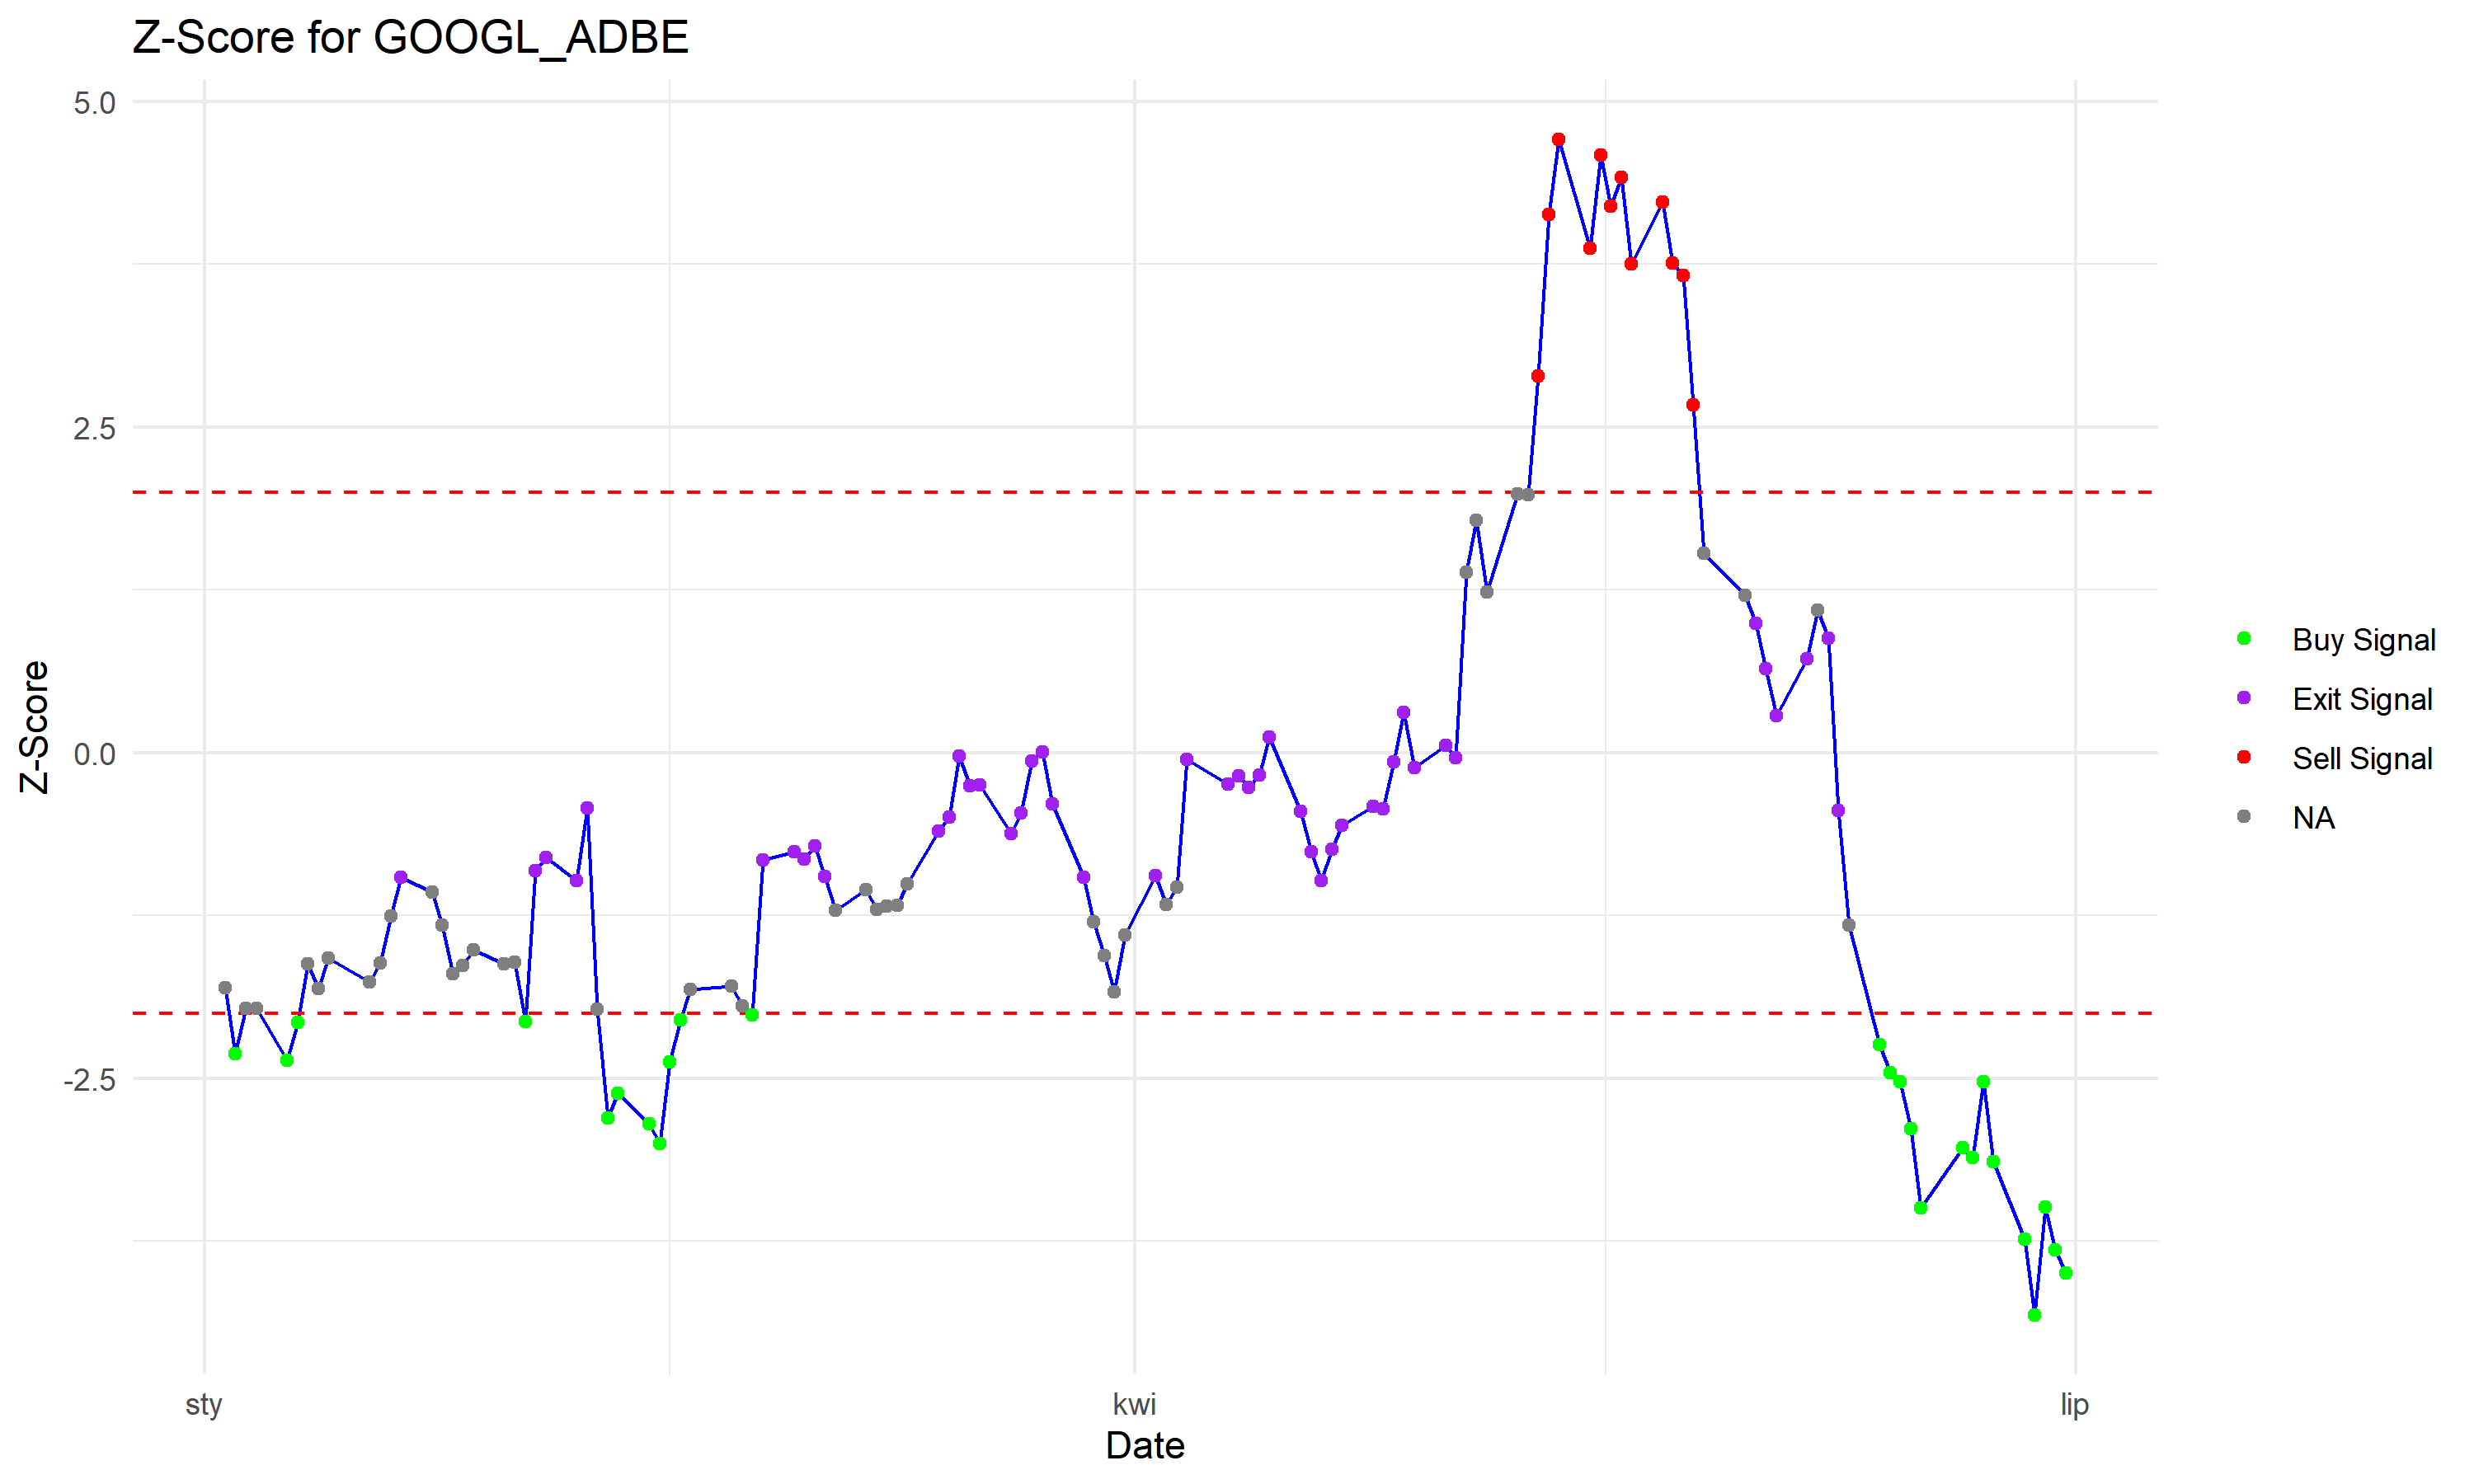 Z-Score for GOOGL_ADBE
5.0
2.5
0.0
-2.5
Z-Score
sty
kwi
lip
Date
Buy Signal
Exit Signal
Sell Signal
NA